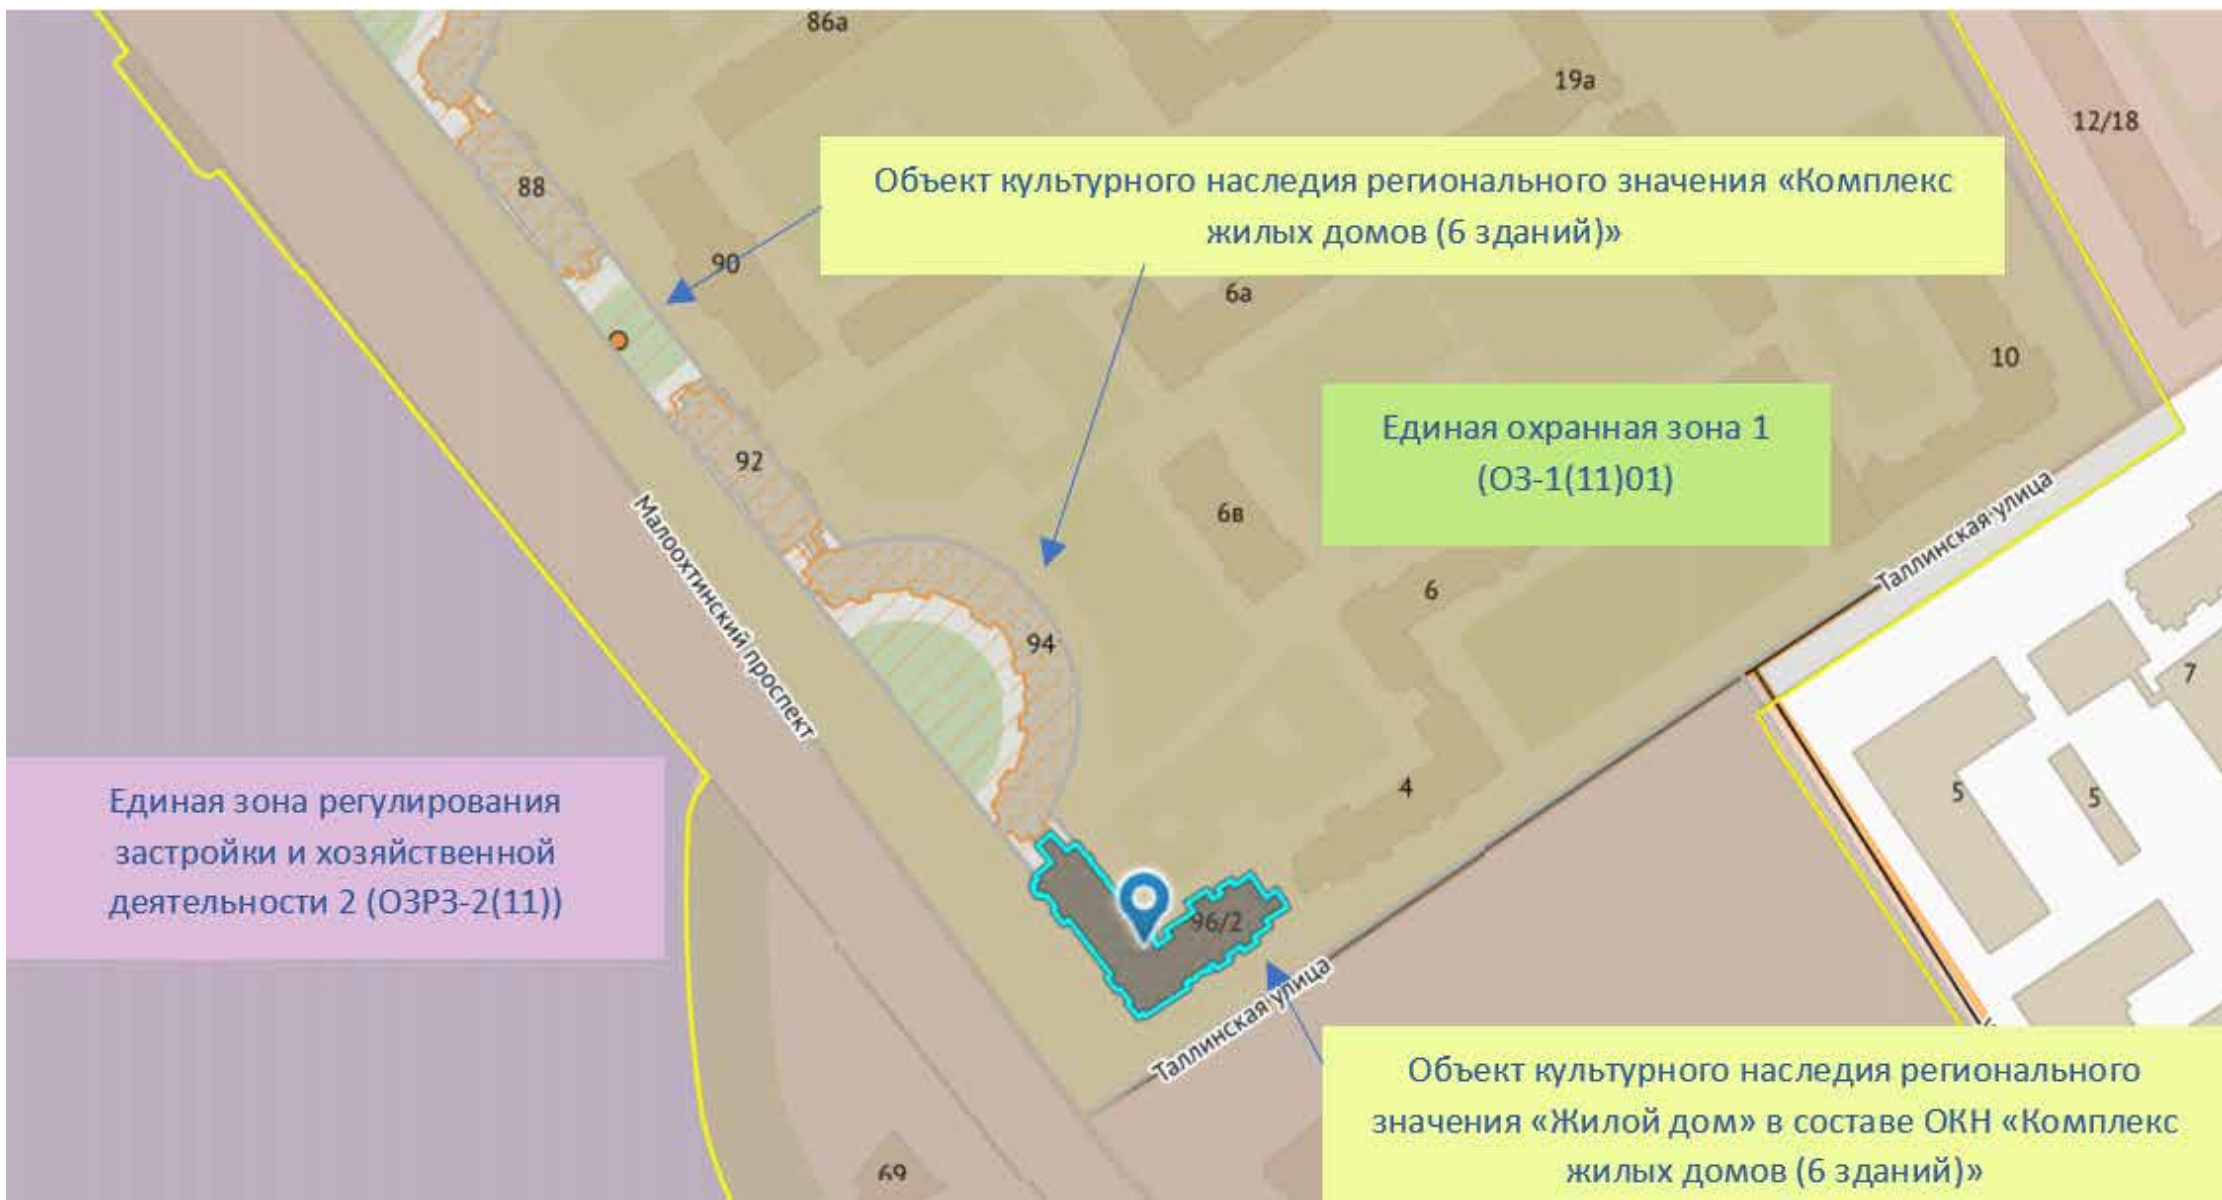 86а
19а
12/18
Объект культурного наследия регионального значения «Комплекс
жилых домов (6 зданий)»
88
90
6а
10
Единая охранная зона 1
(ОЗ-1(11)01)
92
6в
Малоохтинский проспект
Таллинская улица
6
94
7
Единая зона регулирования
застройки и хозяйственной
деятельности 2 (ОЗРЗ-2(11))
4
5
5
96/2
Таллинская улица
Объект культурного наследия регионального
значения «Жилой дом» в составе ОКН «Комплекс
жилых домов (6 зданий)»
69